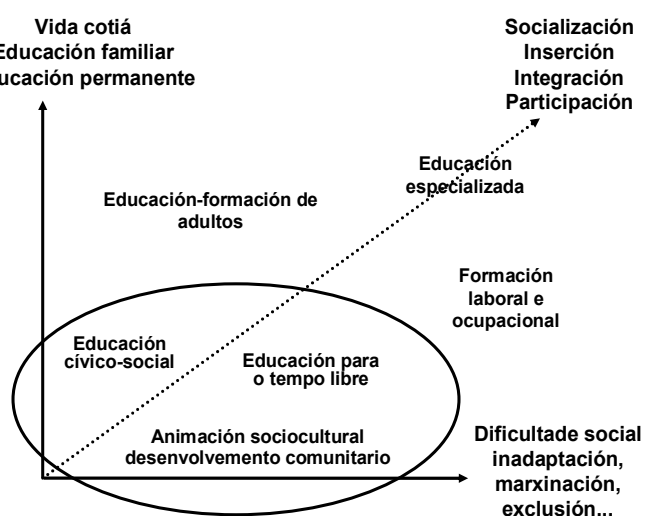 Vida cotiá
Educación familiar
ucación permanente
Socialización
Inserción
Integración
Participación
Educación
especializada
Educación-formación de
adultos
Formación
laboral e
ocupacional
Educación
cívico-social
Educación para
o tempo libre
Animación sociocultural
desenvolvemento comunitario
Dificultade social
inadaptación,
marxinación,
exclusión...